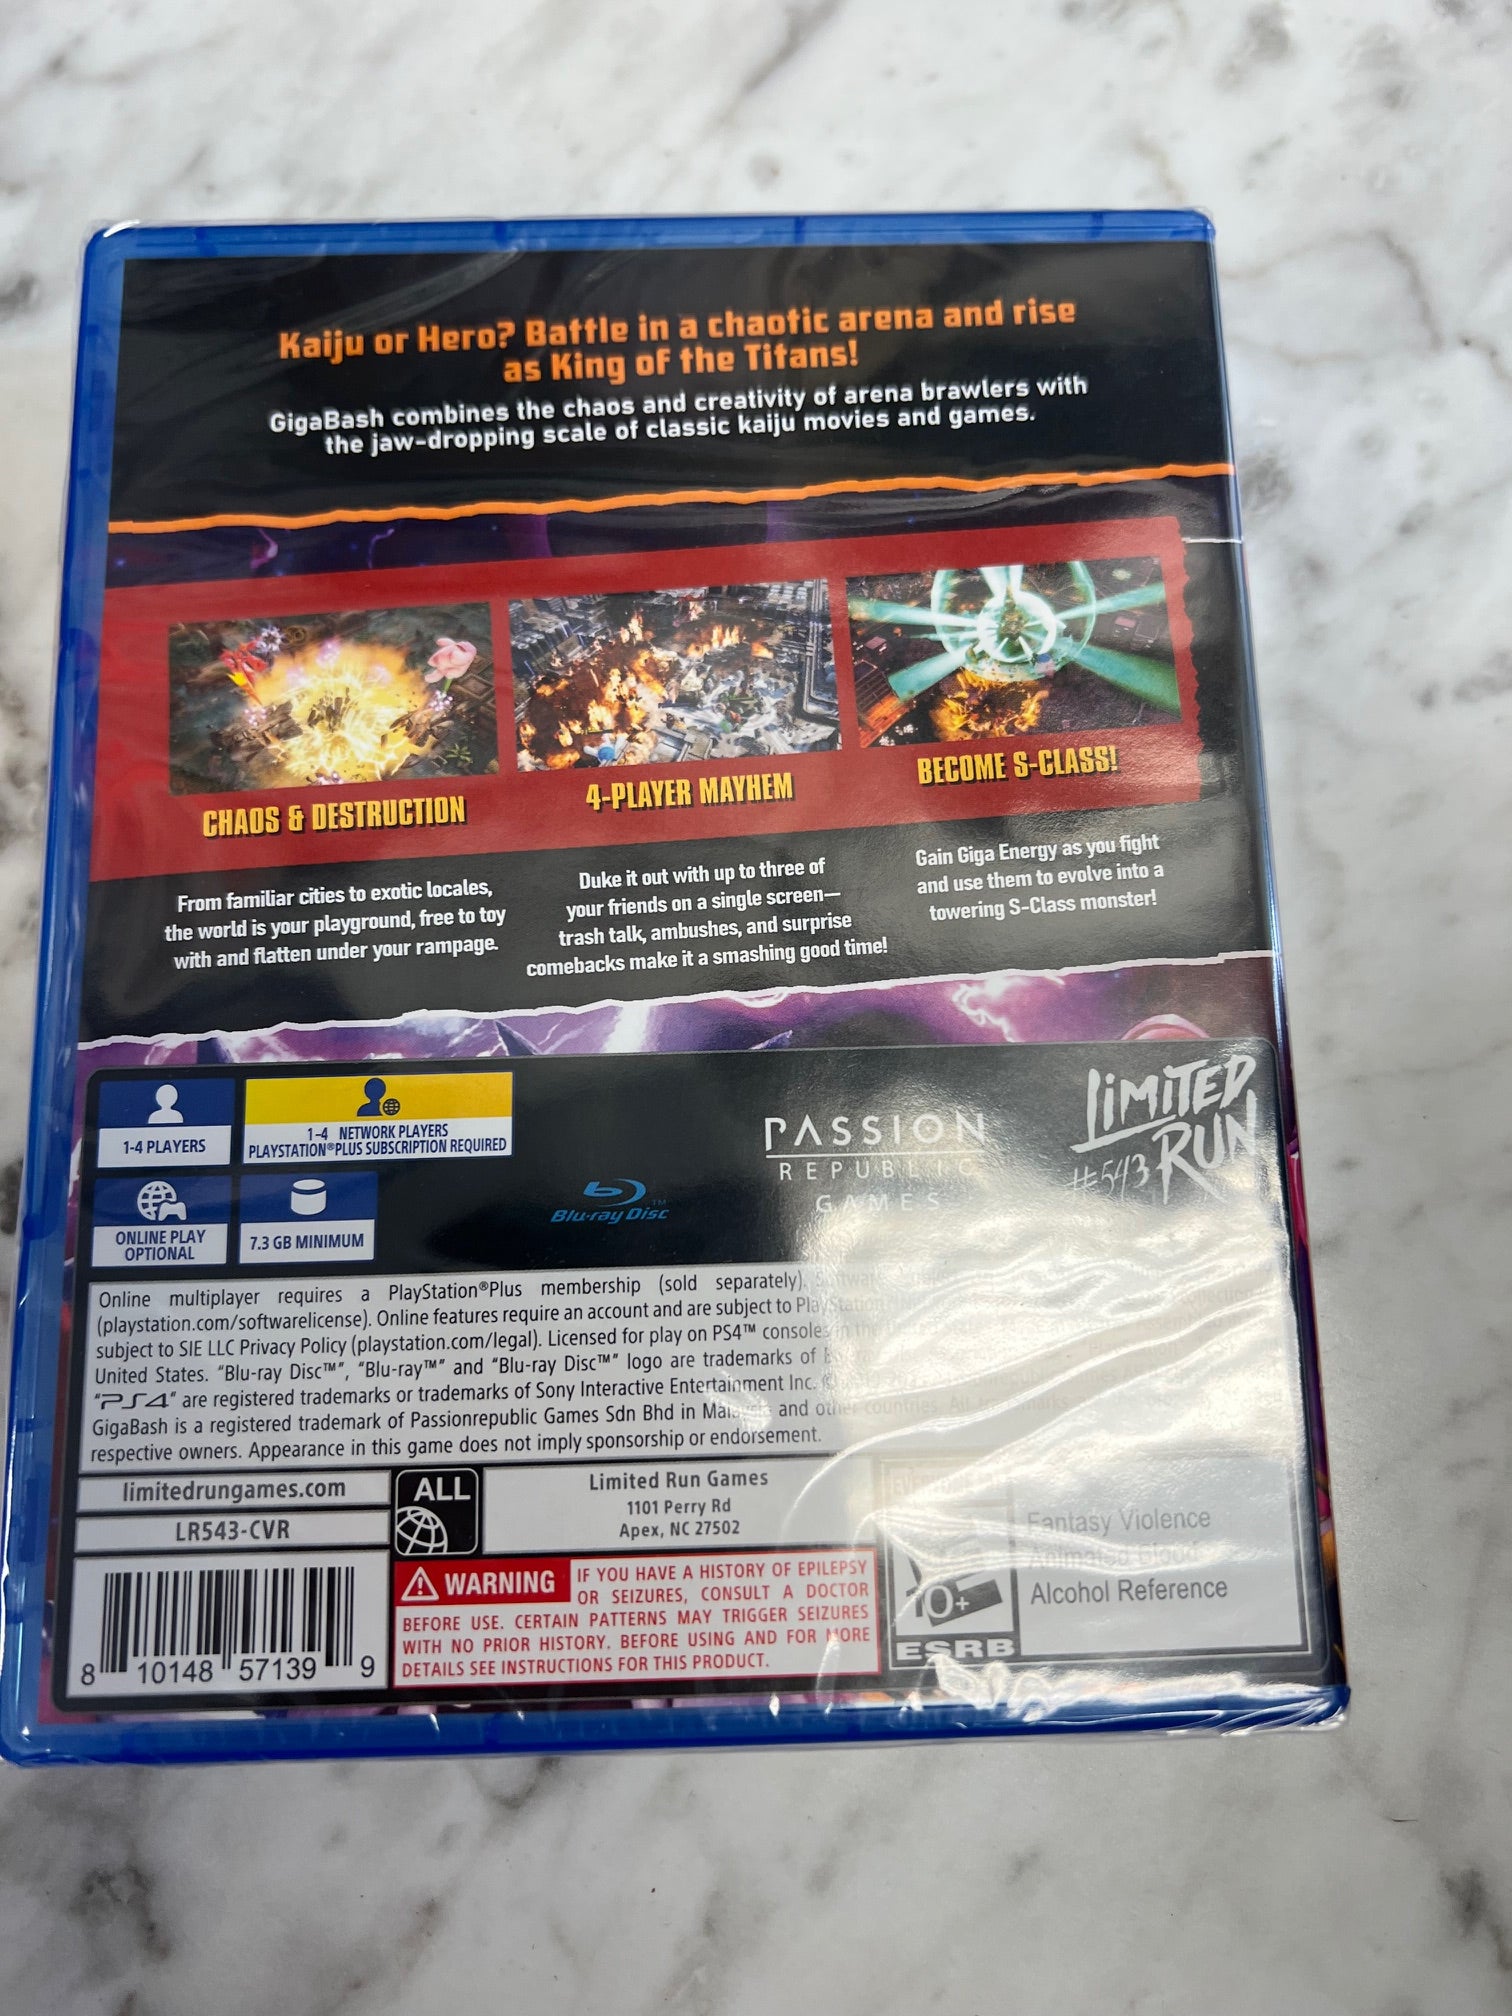 Kaiju or Hero? Battle in a chaotic arena and rise
as King of the Titans!
GigaBash combines the chaos and creativity of arena brawlers with
the jaw-dropping scale of classic kaiju movies and games.
CHAOS & DESTRUCTION
4-PLAYER MAYHEM
BECOME S-CLASS!
From familiar cities to exotic locales,
the world is your playground, free to toy
with and flatten under your rampage.
Duke it out with up to three of
your friends on a single screen—
trash talk, ambushes, and surprise
comebacks make it a smashing good time!
Gain Giga Energy as you fight
and use them to evolve into a
towering S-Class monster!
1-4 PLAYERS
1-4 NETWORK PLAYERS
PLAYSTATION®PLUS SUBSCRIPTION REQUIRED
ONLINE PLAY
OPTIONAL
7.3 GB MINIMUM
Blu-ray Disc™
PASSION
REPUBLIC
GAMES
LIMITED
RUN
#543
Online multiplayer requires a PlayStation®Plus membership (sold separately). Software
(playstation.com/softwarelicense). Online features require an account and are subject to PlayStation
subject to SIE LLC Privacy Policy (playstation.com/legal). Licensed for play on PS4™ consoles in the
United States. “Blu-ray Disc™”, “Blu-ray™” and “Blu-ray Disc™” logo are trademarks of
“PS4” are registered trademarks or trademarks of Sony Interactive Entertainment Inc. ©
GigaBash is a registered trademark of Passionrepublic Games Sdn Bhd in Malaysia and other countries. All
respective owners. Appearance in this game does not imply sponsorship or endorsement.
limitedrungames.com
LR543-CVR
ALL
Limited Run Games
1101 Perry Rd
Apex, NC 27502
8 10148 57139 9
WARNING IF YOU HAVE A HISTORY OF EPILEPSY
OR SEIZURES, CONSULT A DOCTOR
BEFORE USE. CERTAIN PATTERNS MAY TRIGGER SEIZURES
WITH NO PRIOR HISTORY. BEFORE USING AND FOR MORE
DETAILS SEE INSTRUCTIONS FOR THIS PRODUCT.
10+
ESRB
Fantasy Violence
Animated Blood
Alcohol Reference